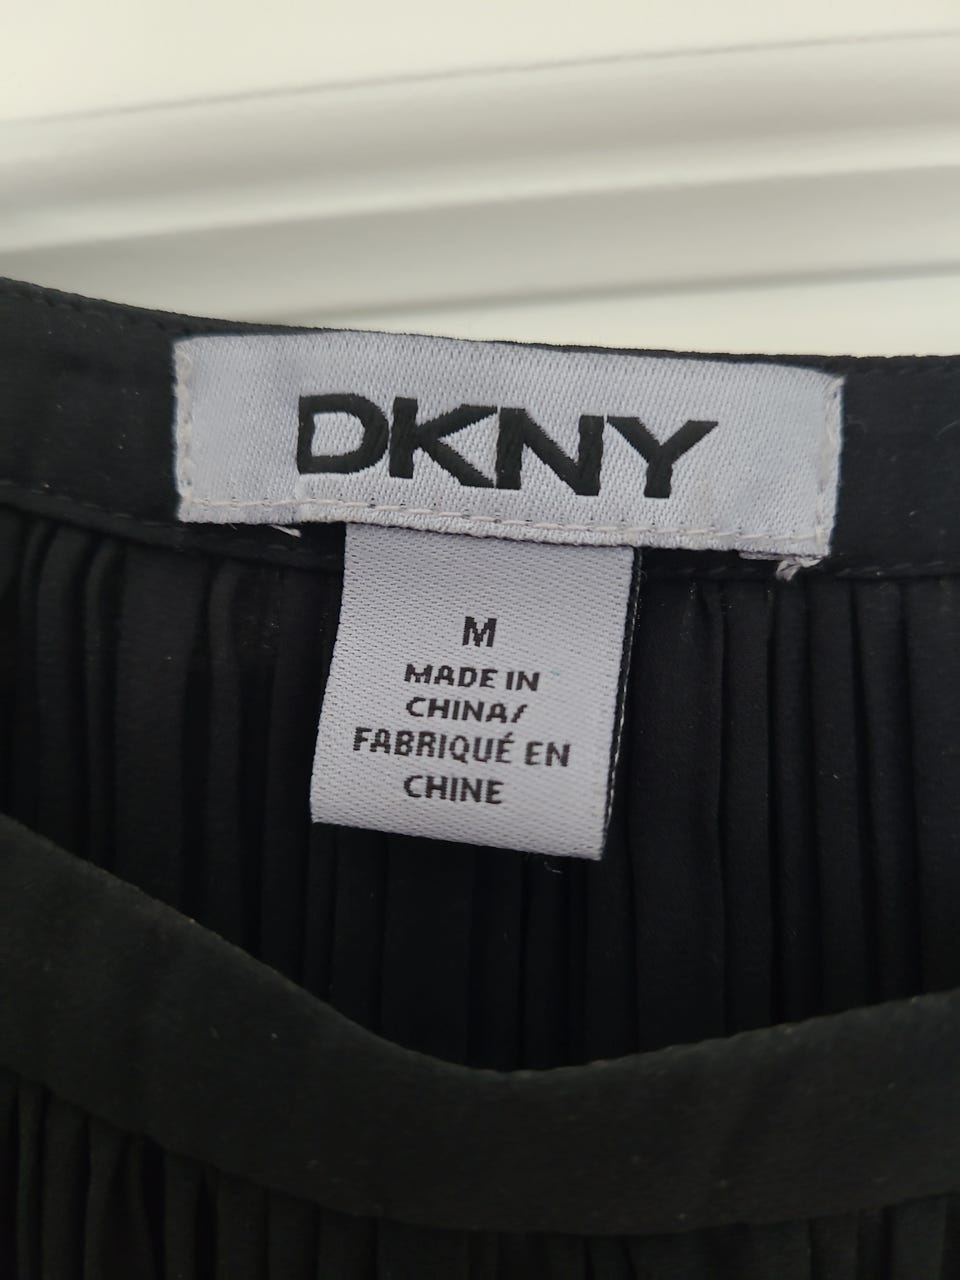 DKNY
M
MADE IN
CHINA/
FABRIQUÉ EN
CHINE